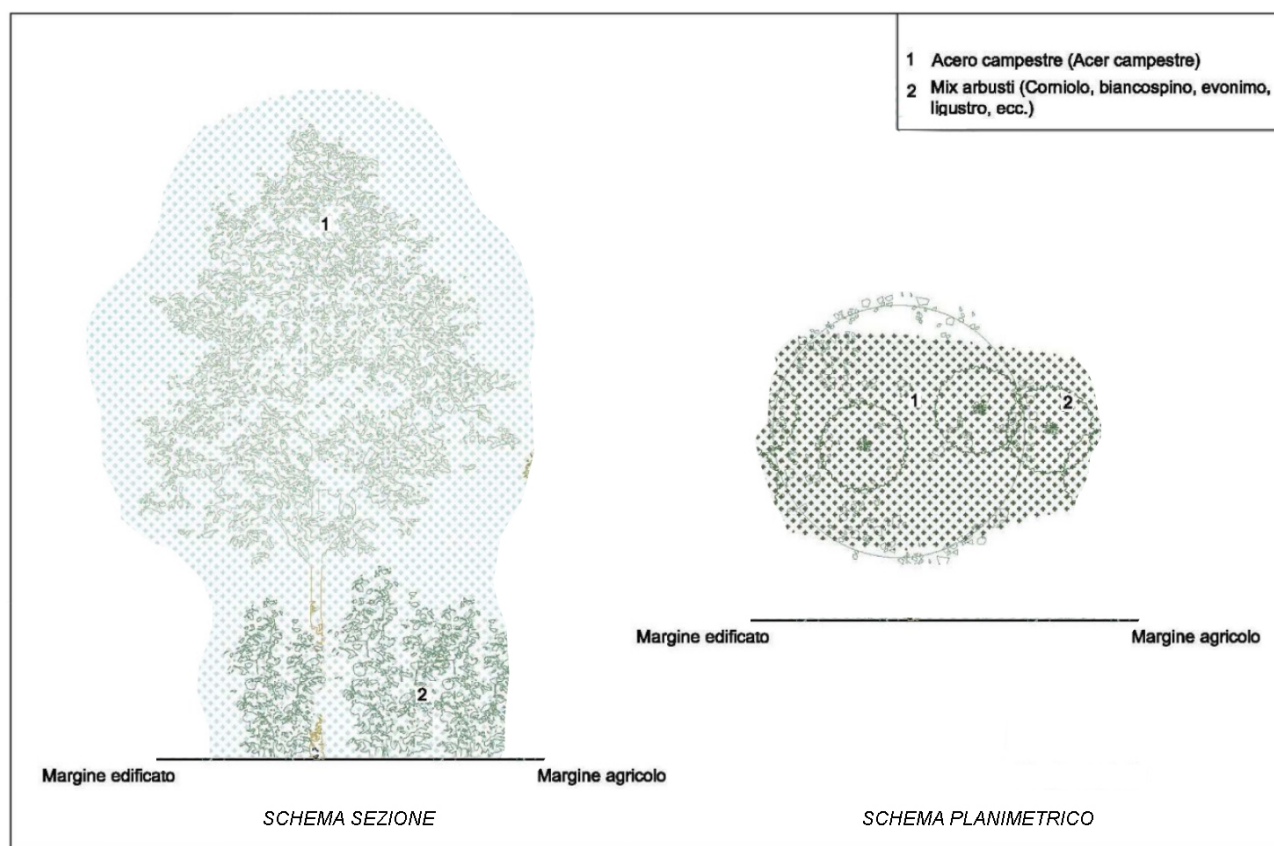 1 Acero campestre (Acer campestre)
2 Mix arbusti (Corniolo, biancospino, evonimo,
ligustro, ecc.)
1
2
Margine edificato
Margine agricolo
SCHEMA SEZIONE
1
2
Margine edificato
Margine agricolo
SCHEMA PLANIMETRICO